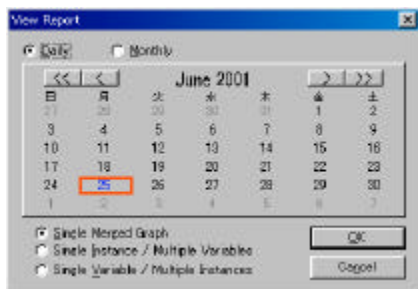 View Report
Daily Monthly
<< < June 2001 > >>
日 月 火 水 木 金 土
27 28 29 30 31 1 2
3 4 5 6 7 8 9
10 11 12 13 14 15 16
17 18 19 20 21 22 23
24 25 26 27 28 29 30
1 2 3 4 5 6 7
Single Merged Graph
Single Instance / Multiple Variables
Single Variable / Multiple Instances
OK
Cancel